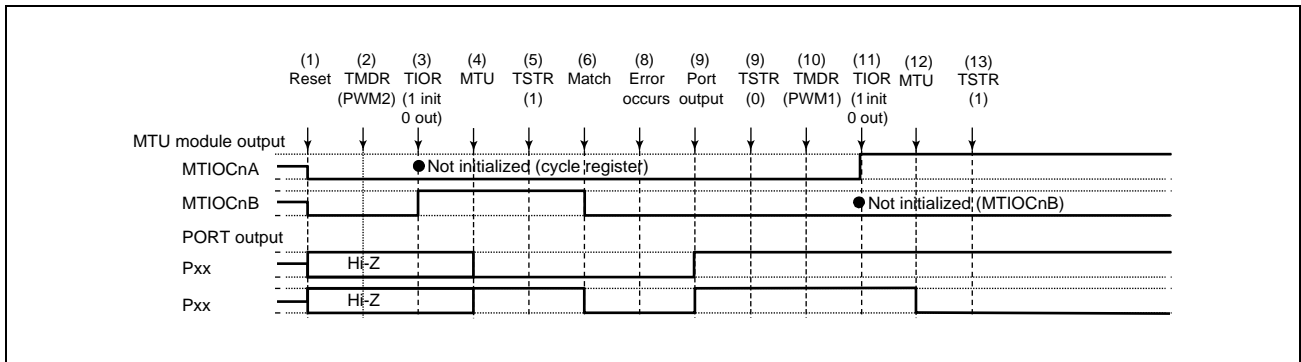 (1) (2) (3) (4) (5) (6) (8) (9) (9) (10) (11) (12) (13)
Reset TMDR TIOR MTU TSTR Match Error Port TSTR TMDR TIOR MTU TSTR
(PWM2) (1 init (1) occurs output (0) (PWM1) (1 init (1)
0 out) 0 out)
MTU module output
MTIOCnA Not initialized (cycle register)
MTIOCnB Not initialized (MTIOCnB)
PORT output
Pxx Hi-Z
Pxx Hi-Z